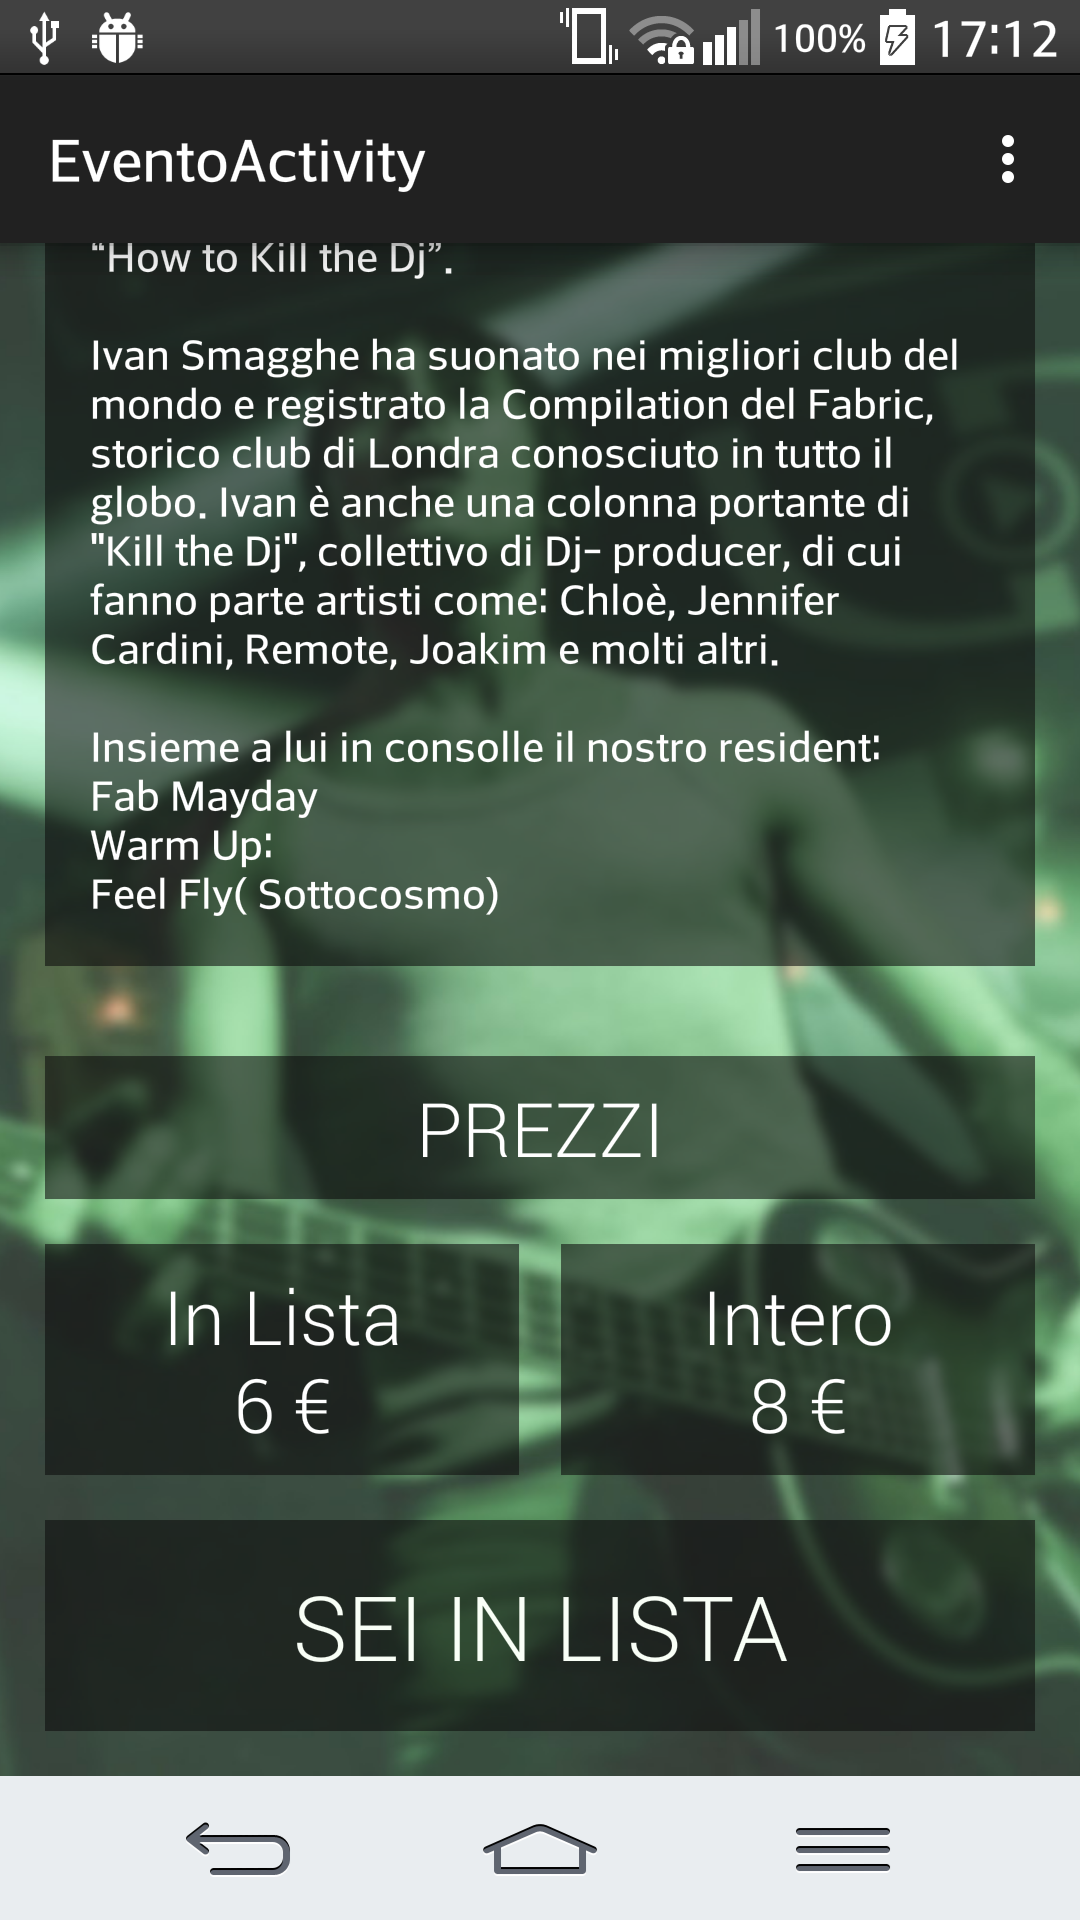 100% 17:12
EventoActivity
“How to Kill the Dj”.
Ivan Smagghe ha suonato nei migliori club del
mondo e registrato la Compilation del Fabric,
storico club di Londra conosciuto in tutto il
globo. Ivan è anche una colonna portante di
"Kill the Dj", collettivo di Dj- producer, di cui
fanno parte artisti come: Chloè, Jennifer
Cardini, Remote, Joakim e molti altri.
Insieme a lui in consolle il nostro resident:
Fab Mayday
Warm Up:
Feel Fly( Sottocosmo)
PREZZI
In Lista
6 €
Intero
8 €
SEI IN LISTA